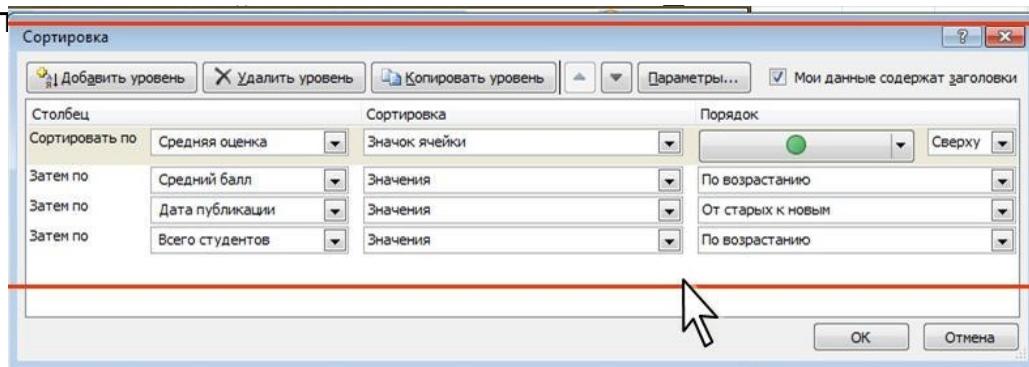 Сортировка
Добавить уровень Удалить уровень Копировать уровень Параметры... Мои данные содержат заголовки
Столбец Сортировка Порядок
Сортировать по Средняя оценка Значок ячейки Сверху
Затем по Средний балл Значения По возрастанию
Затем по Дата публикации Значения От старых к новым
Затем по Всего студентов Значения По возрастанию
ОК Отмена